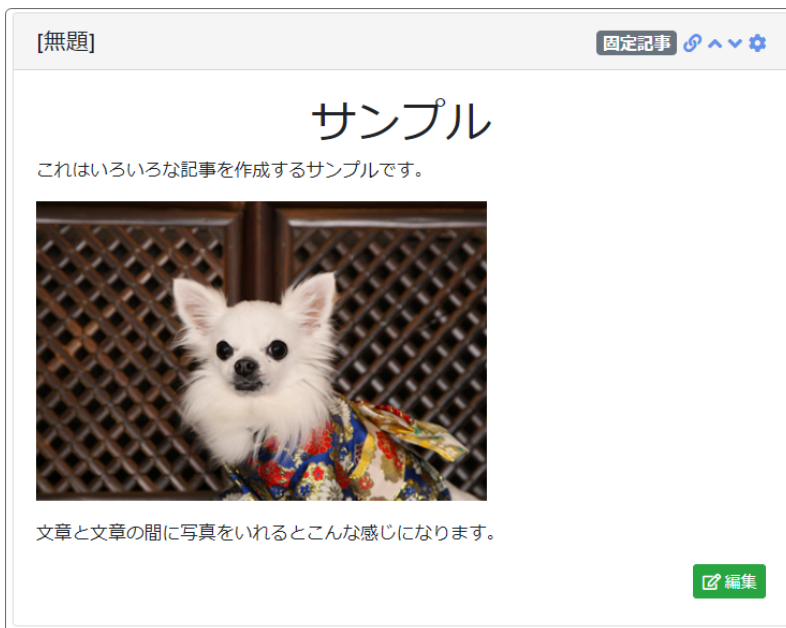 [無題]
固定記事
サンプル
これはいろいろな記事を作成するサンプルです。
文章と文章の間に写真をいれるとこんな感じになります。
編集